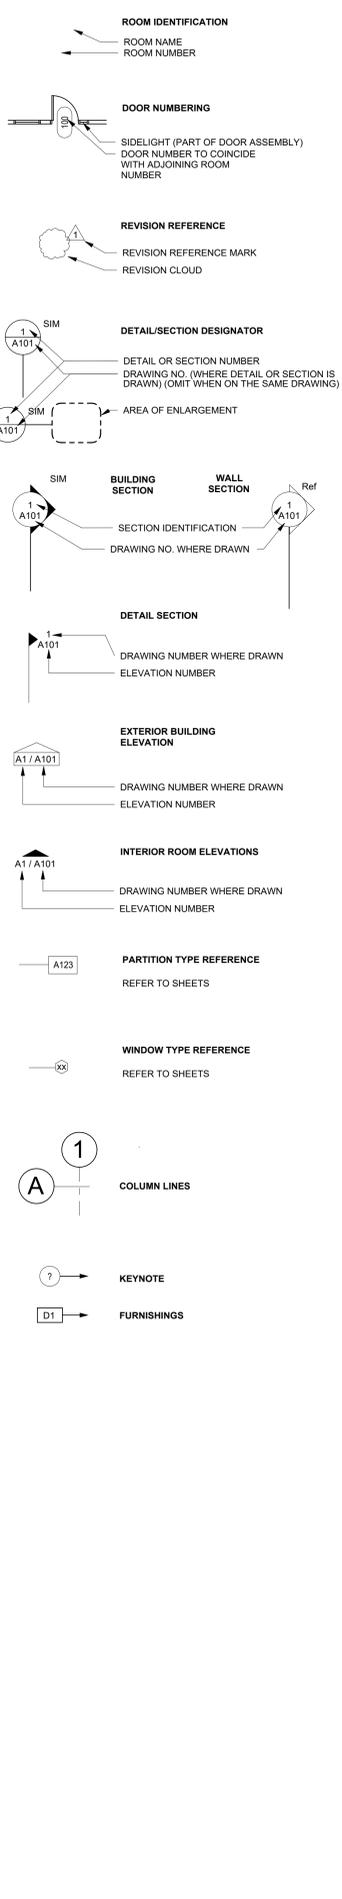 ROOM IDENTIFICATION
ROOM NAME
ROOM NUMBER
DOOR NUMBERING
100
SIDELIGHT (PART OF DOOR ASSEMBLY)
DOOR NUMBER TO COINCIDE
WITH ADJOINING ROOM
NUMBER
REVISION REFERENCE
1
REVISION REFERENCE MARK
REVISION CLOUD
SIM
DETAIL/SECTION DESIGNATOR
1
A101
DETAIL OR SECTION NUMBER
DRAWING NO. (WHERE DETAIL OR SECTION IS
DRAWN) (OMIT WHEN ON THE SAME DRAWING)
SIM
AREA OF ENLARGEMENT
1
A101
SIM
BUILDING
SECTION
WALL
SECTION
Ref
1
A101
1
A101
SECTION IDENTIFICATION
DRAWING NO. WHERE DRAWN
DETAIL SECTION
1
A101
DRAWING NUMBER WHERE DRAWN
ELEVATION NUMBER
EXTERIOR BUILDING
ELEVATION
A1 / A101
DRAWING NUMBER WHERE DRAWN
ELEVATION NUMBER
INTERIOR ROOM ELEVATIONS
A1 / A101
DRAWING NUMBER WHERE DRAWN
ELEVATION NUMBER
PARTITION TYPE REFERENCE
A123
REFER TO SHEETS
WINDOW TYPE REFERENCE
XX
REFER TO SHEETS
1
A
COLUMN LINES
?
KEYNOTE
D1
FURNISHINGS